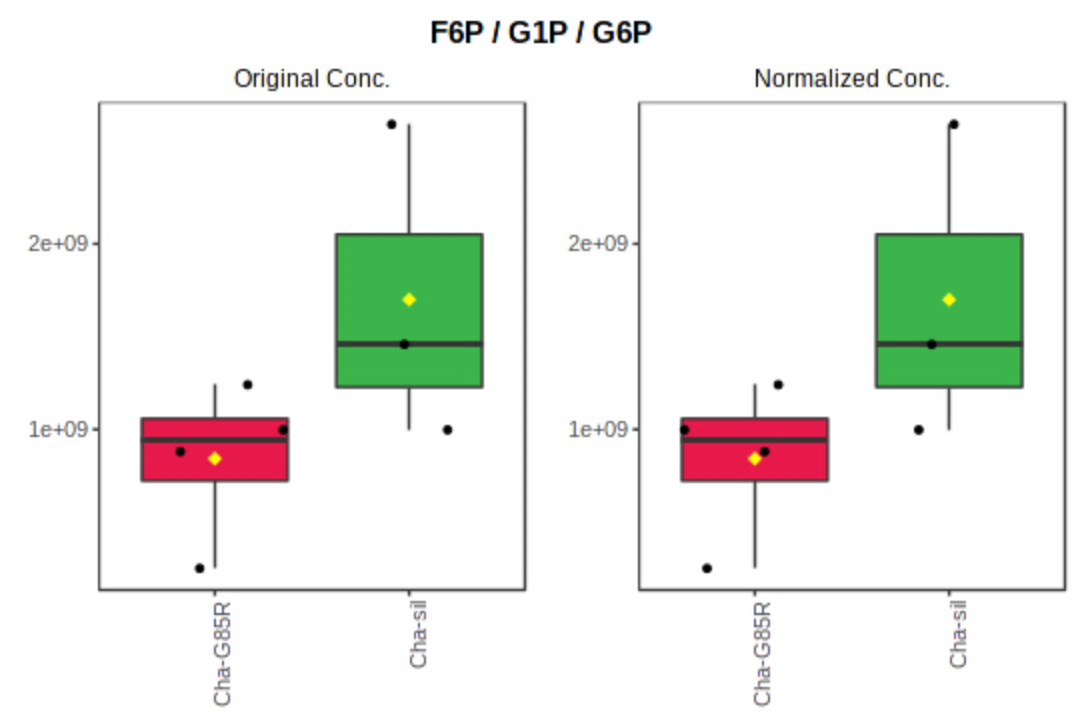 F6P / G1P / G6P
Original Conc.
2e+09
1e+09
Cha-G85R
Cha-sil
Normalized Conc.
2e+09
1e+09
Cha-G85R
Cha-sil